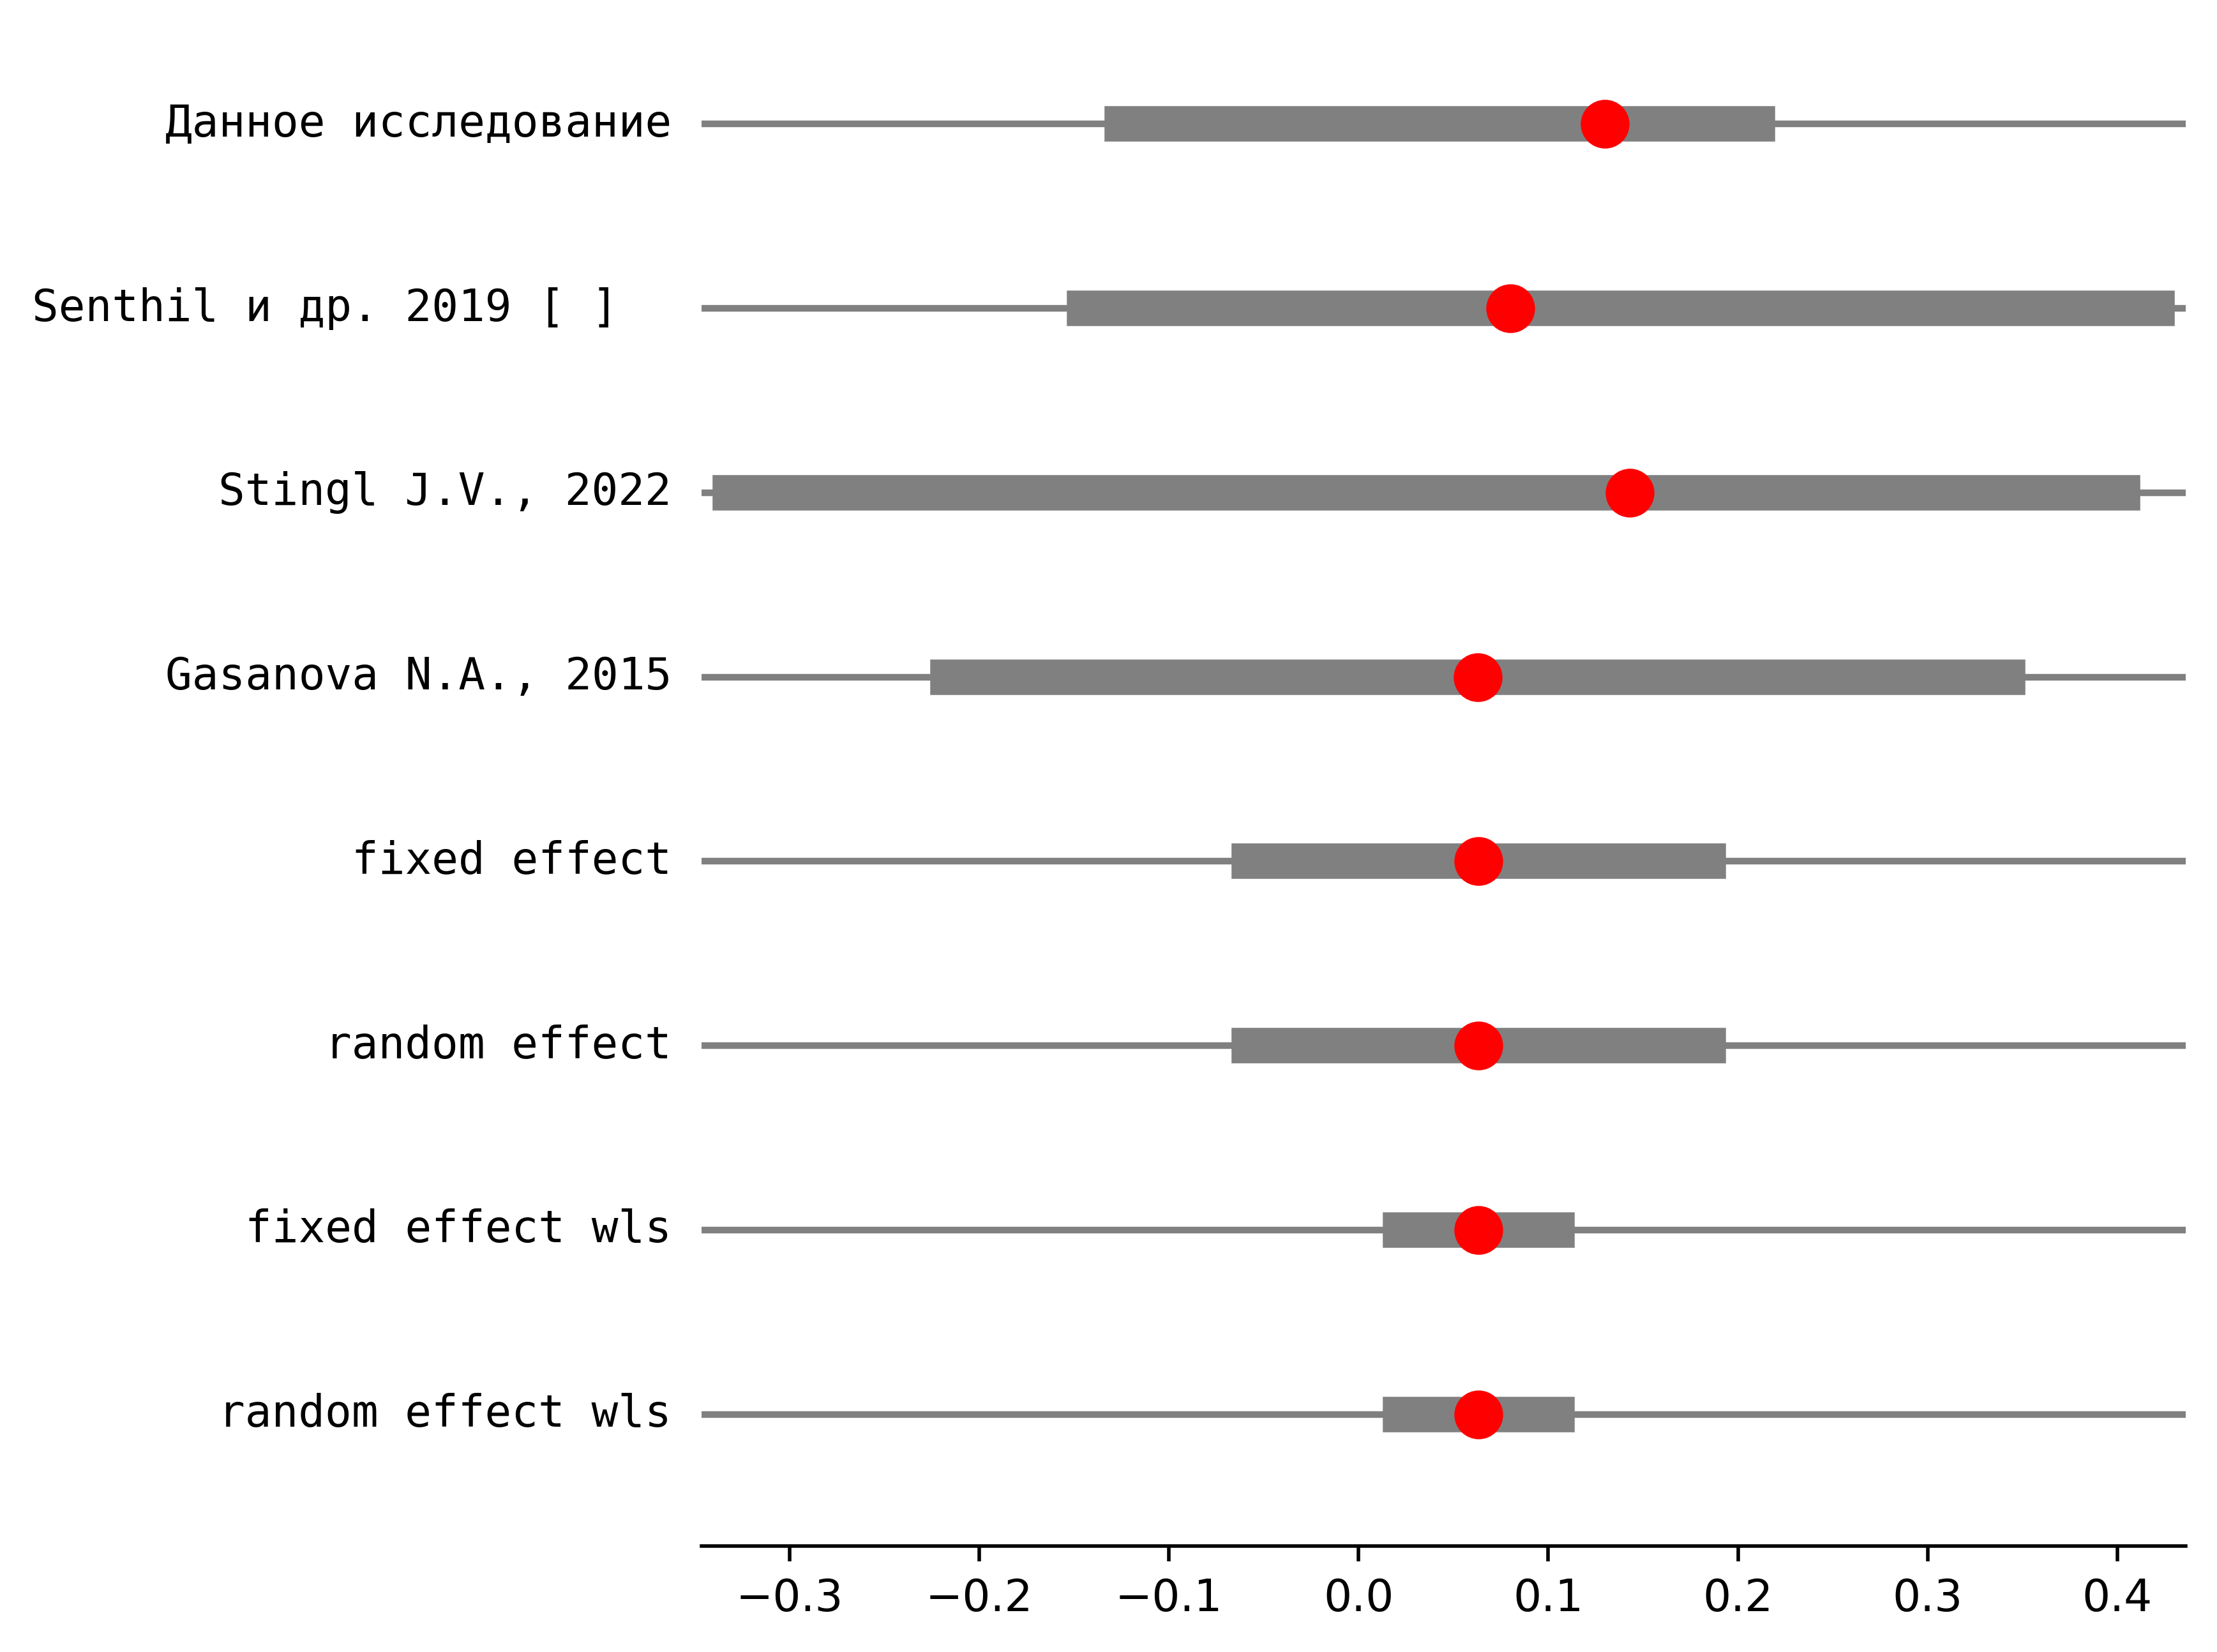 Данное исследование
Senthil и др. 2019 [ ]
Stingl J.V., 2022
Gasanova N.A., 2015
fixed effect
random effect
fixed effect wls
random effect wls
−0.3 −0.2 −0.1 0.0 0.1 0.2 0.3 0.4